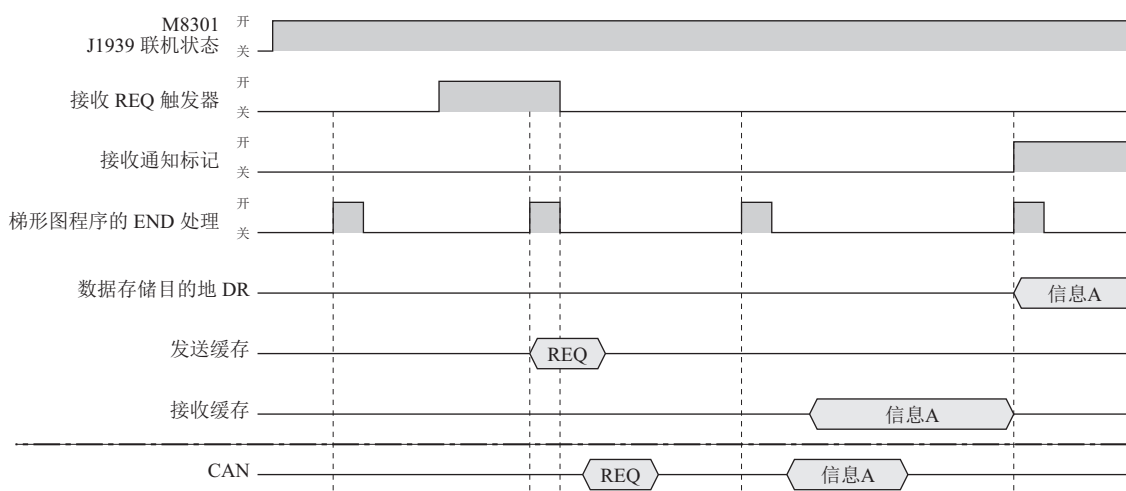 M8301 开
J1939 联机状态 关
开
接收 REQ 触发器
关
开
接收通知标记
关
开
梯形图程序的 END 处理
关
数据存储目的地 DR 信息A
发送缓存 REQ
接收缓存 信息A
CAN REQ 信息A